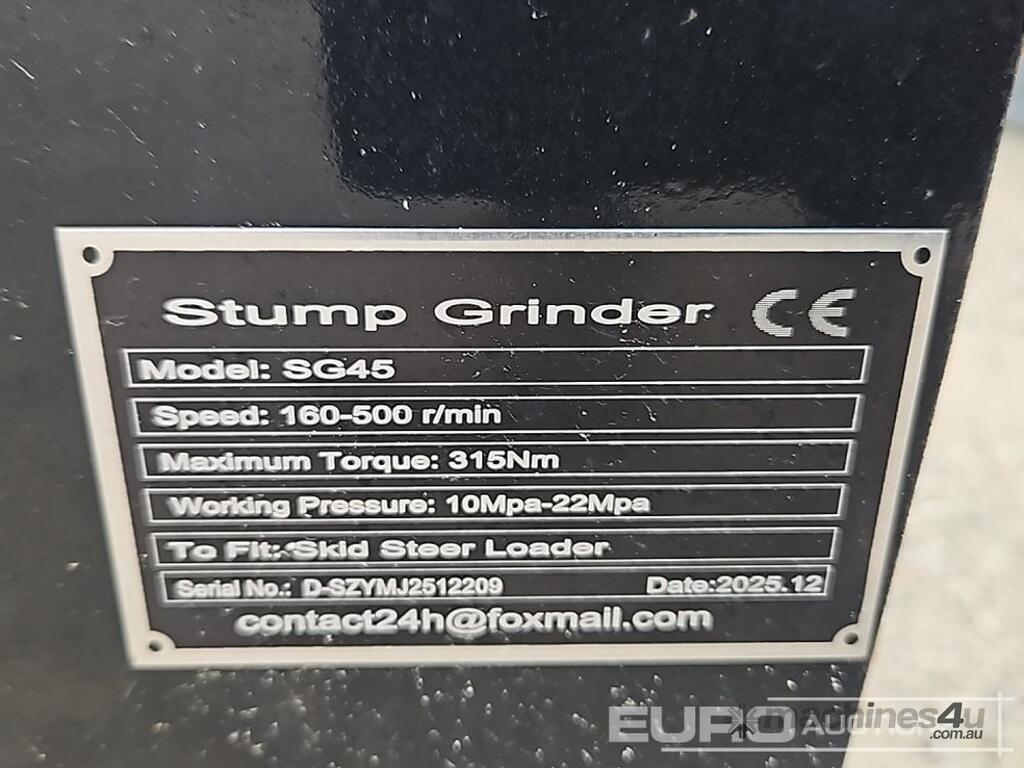 Stump Grinder CE
Model: SG45
Speed: 160-500 r/min
Maximum Torque: 315Nm
Working Pressure: 10Mpa-22Mpa
To Fit: Skid Steer Loader
Serial No.: D-SZYMJ2512209 Date:2025.12
contact24h@foxmail.com
machines4u
.com.au
EURO AUCTIONS